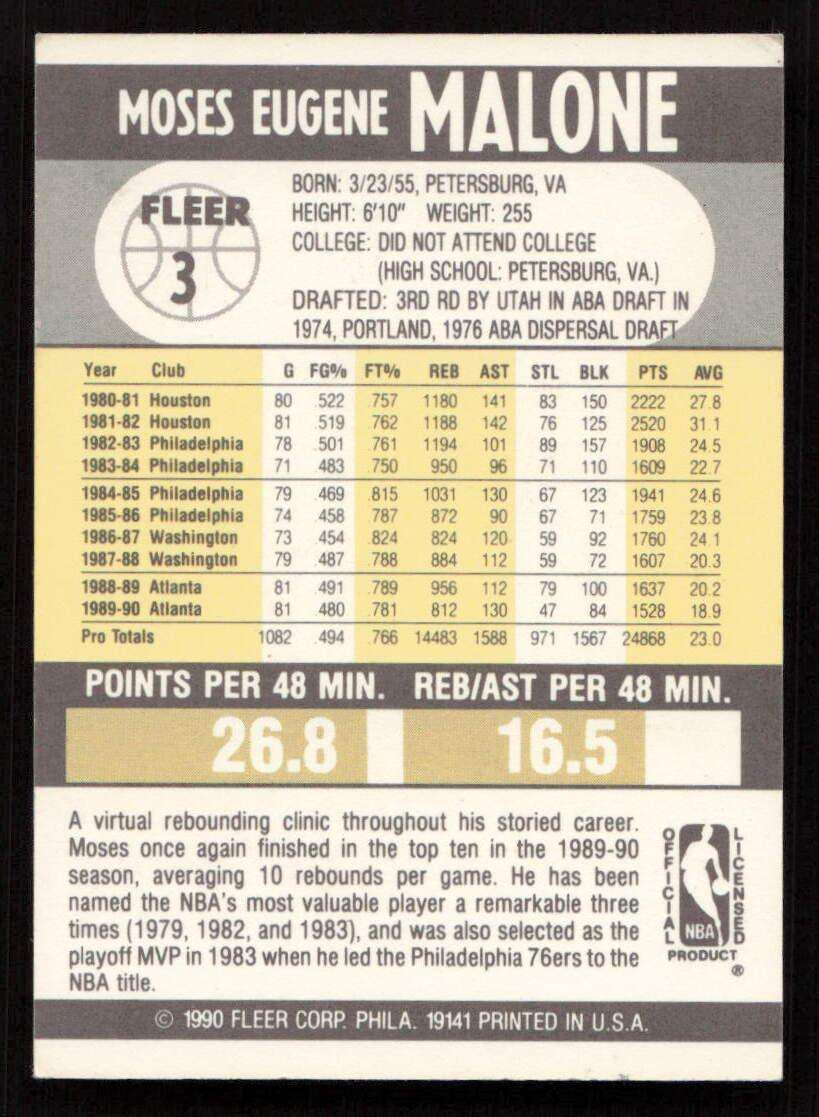 MOSES EUGENE MALONE
FLEER
3
BORN: 3/23/55, PETERSBURG, VA
HEIGHT: 6'10" WEIGHT: 255
COLLEGE: DID NOT ATTEND COLLEGE
(HIGH SCHOOL: PETERSBURG, VA.)
DRAFTED: 3RD RD BY UTAH IN ABA DRAFT IN
1974, PORTLAND, 1976 ABA DISPERSAL DRAFT
Year Club G FG% FT% REB AST STL BLK PTS AVG
1980-81 Houston 80 .522 .757 1180 141 83 150 2222 27.8
1981-82 Houston 81 .519 .762 1188 142 76 125 2520 31.1
1982-83 Philadelphia 78 .501 .761 1194 101 89 157 1908 24.5
1983-84 Philadelphia 71 .483 .750 950 96 71 110 1609 22.7
1984-85 Philadelphia 79 .469 .815 1031 130 67 123 1941 24.6
1985-86 Philadelphia 74 .458 .787 872 90 67 71 1759 23.8
1986-87 Washington 73 .454 .824 824 120 59 92 1760 24.1
1987-88 Washington 79 .487 .788 884 112 59 72 1607 20.3
1988-89 Atlanta 81 .491 .789 956 112 79 100 1637 20.2
1989-90 Atlanta 81 .480 .781 812 130 47 84 1528 18.9
Pro Totals 1082 .494 .766 14483 1588 971 1567 24868 23.0
POINTS PER 48 MIN. REB/AST PER 48 MIN.
26.8 16.5
A virtual rebounding clinic throughout his storied career.
Moses once again finished in the top ten in the 1989-90
season, averaging 10 rebounds per game. He has been
named the NBA's most valuable player a remarkable three
times (1979, 1982, and 1983), and was also selected as the
playoff MVP in 1983 when he led the Philadelphia 76ers to the
NBA title.
OFFICIAL
NBA
LICENSED
PRODUCT
®
© 1990 FLEER CORP. PHILA. 19141 PRINTED IN U.S.A.